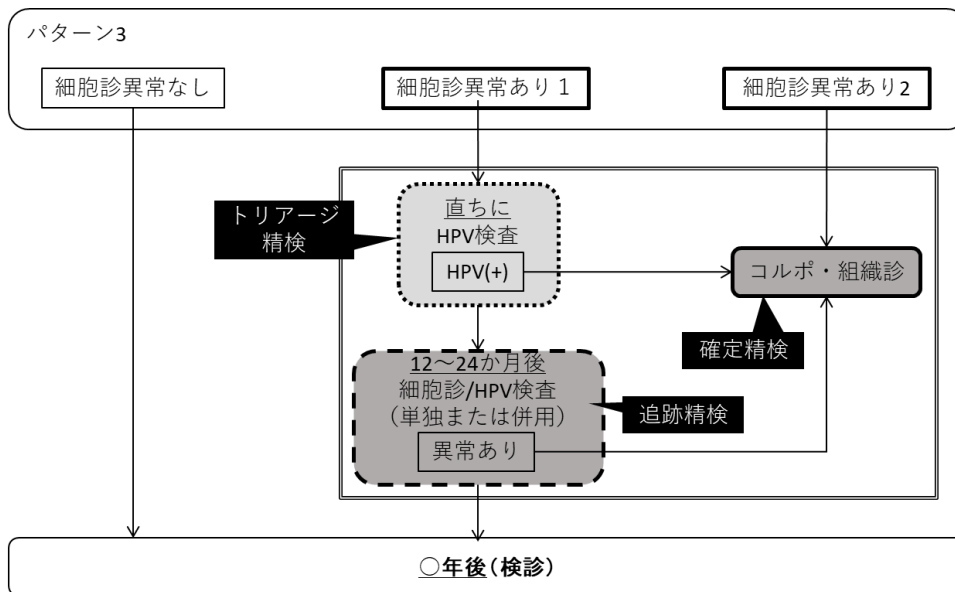 パターン3
細胞診異常なし
細胞診異常あり１
細胞診異常あり2
トリアージ
精検
直ちに
HPV検査
HPV(+)
コルポ・組織診
確定精検
12～24か月後
細胞診/HPV検査
（単独または併用）
異常あり
追跡精検
○年後（検診）